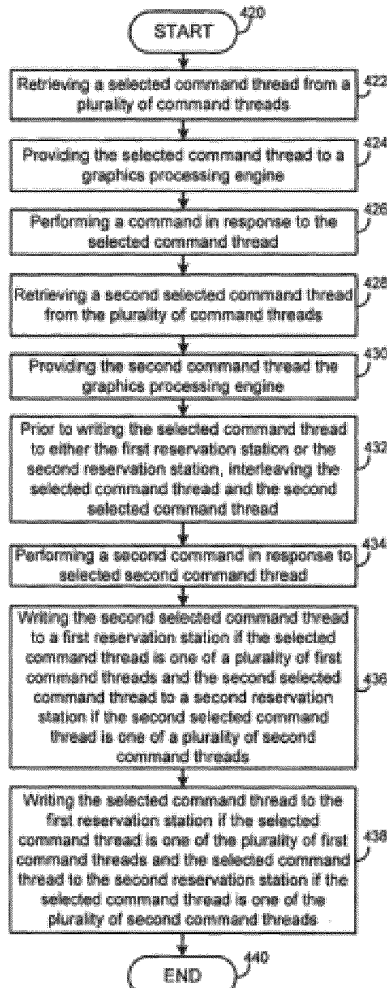 420
START
422
Retrieving a selected command thread from a
plurality of command threads
424
Providing the selected command thread to a
graphics processing engine
426
Performing a command in response to the
selected command thread
428
Retrieving a second selected command thread
from the plurality of command threads
430
Providing the second command thread the
graphics processing engine
Prior to writing the selected command thread
to either the first reservation station or the
432
second reservation station, interleaving the
selected command thread and the second
selected command thread
434
Performing a second command in response to
selected second command thread
Writing the second selected command thread
to a first reservation station if the selected
command thread is one of a plurality of first
command threads and the second selected
436
command thread to a second reservation
station if the second selected command
thread is one of a plurality of second
command threads
Writing the selected command thread to the
first reservation station if the selected
command thread is one of the plurality of first
438
command threads and the selected command
thread to the second reservation station if the
selected command thread is one of the
plurality of second command threads
440
END